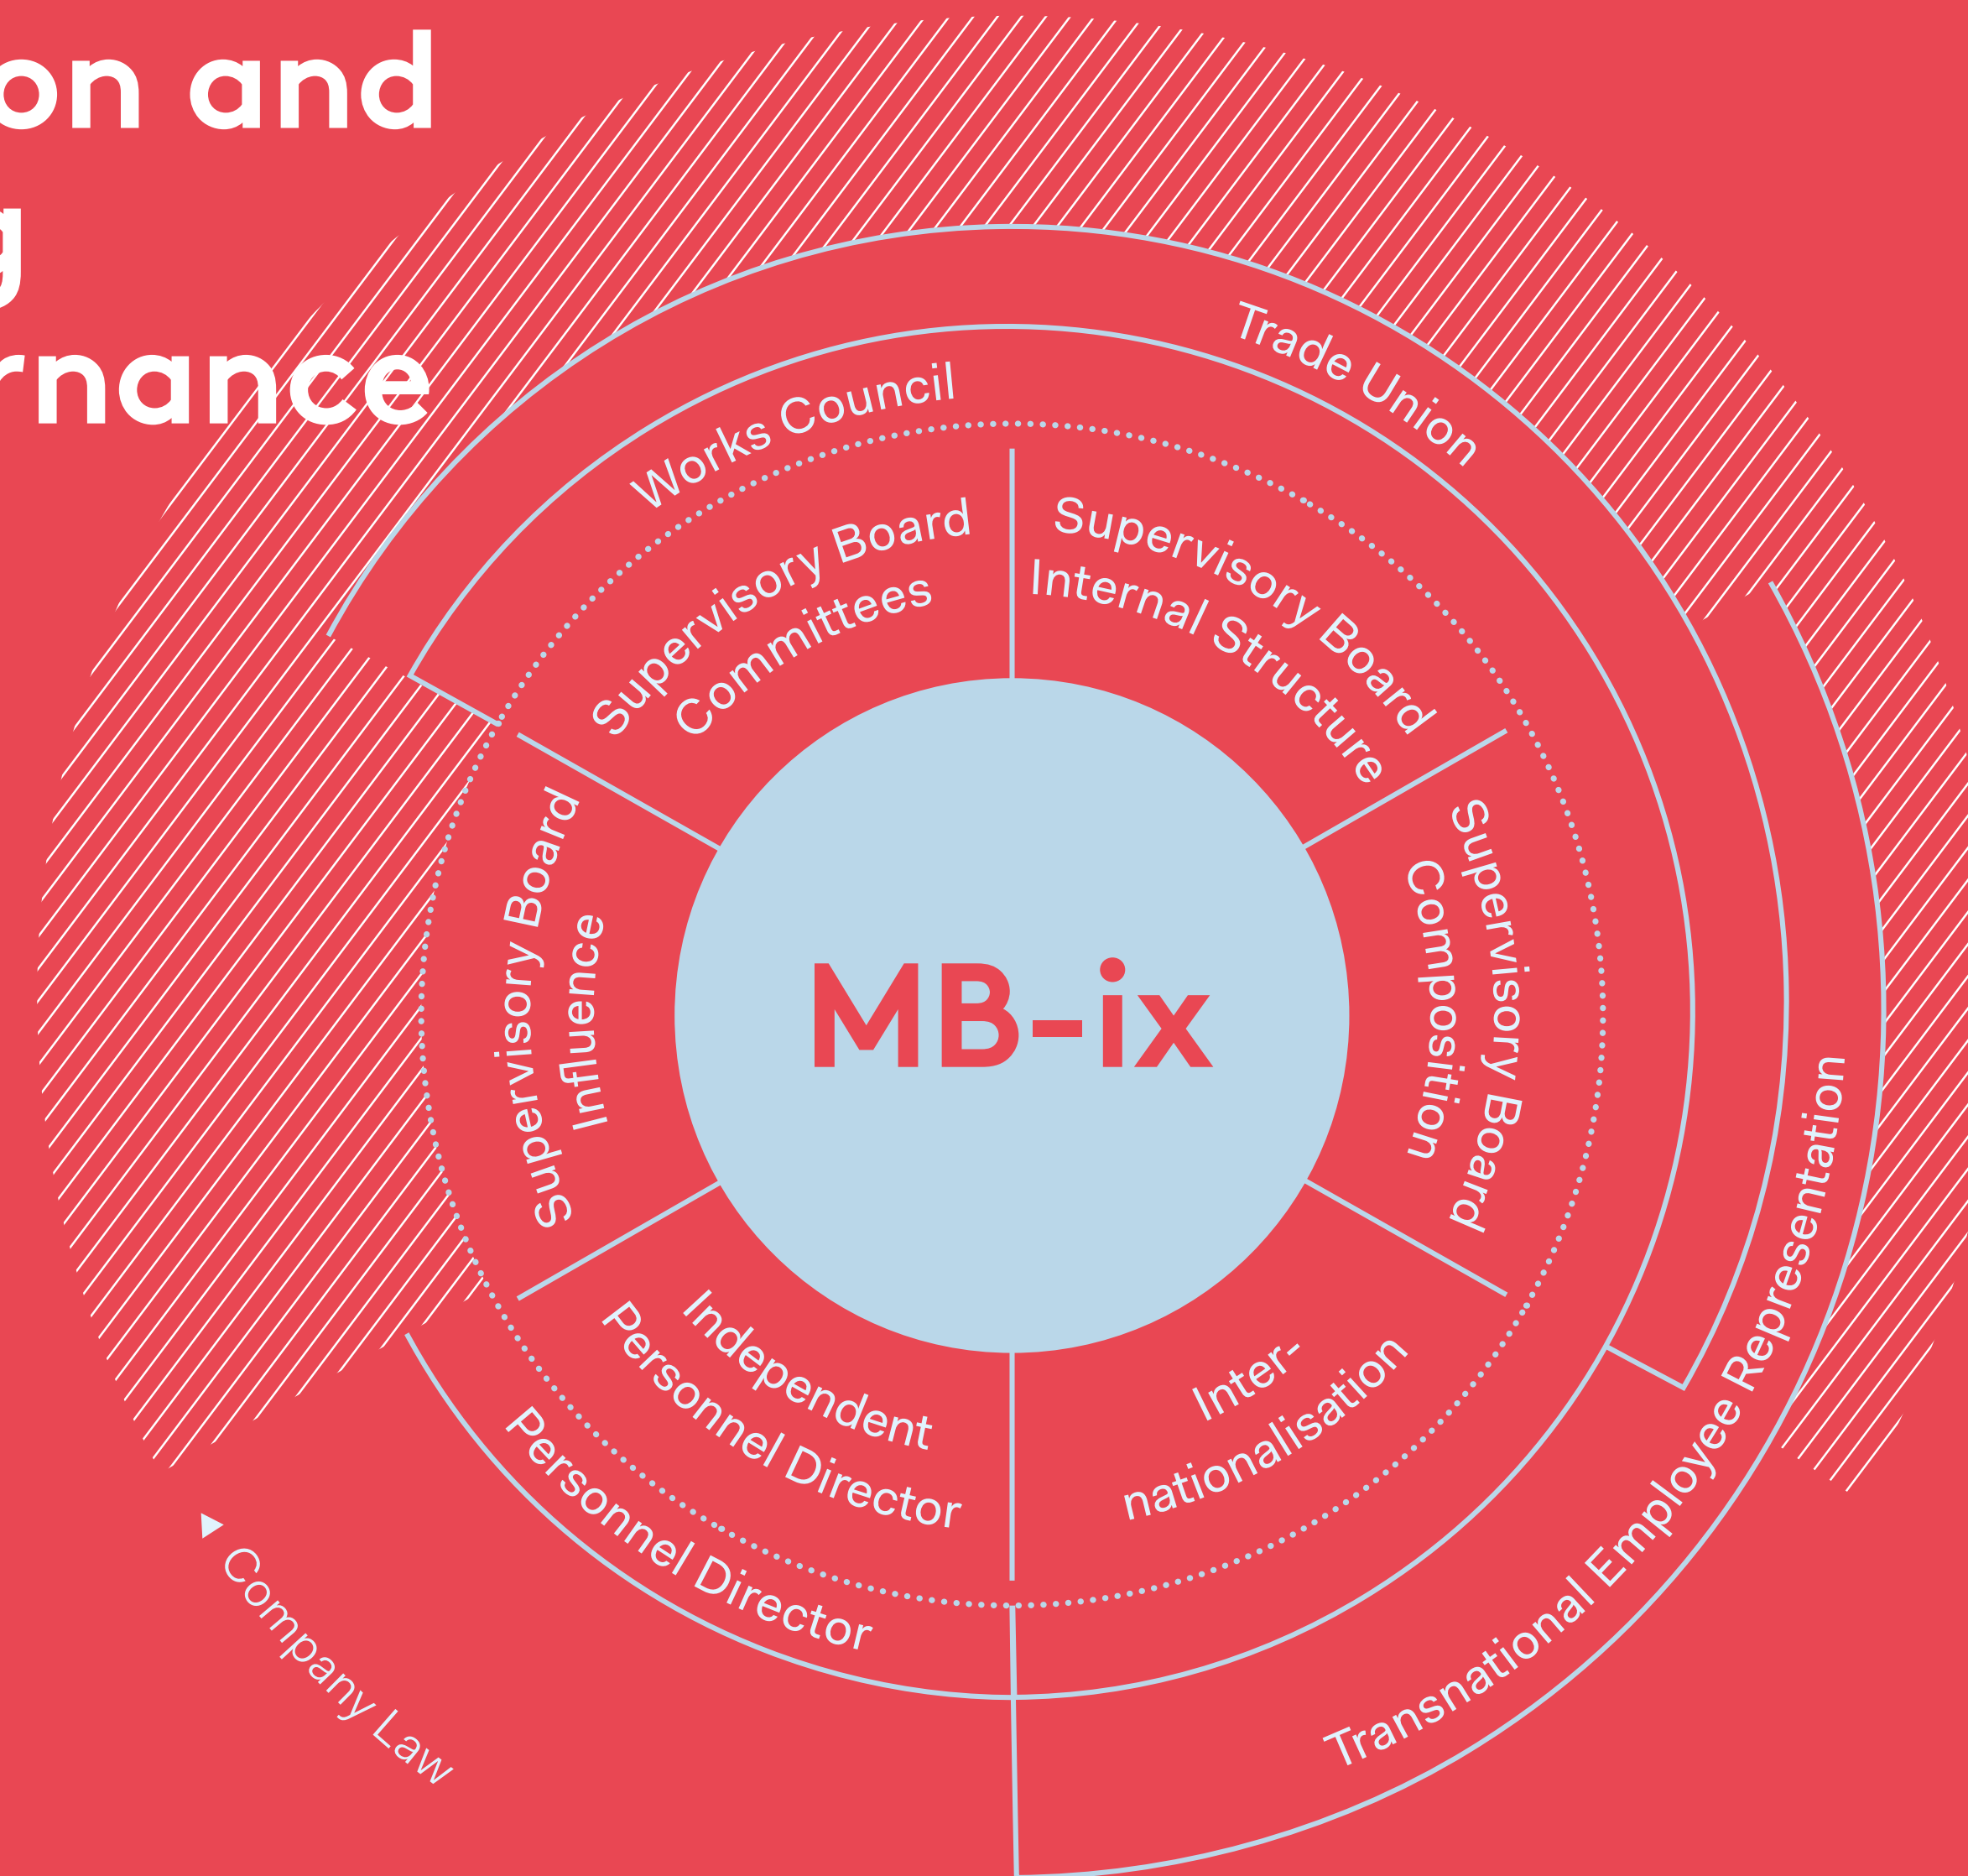 on and
g
nance
Trade Union
Works Council
Supervisory Board
Committees
Supervisory Board
Internal Structure
Supervisory Board
Composition
Supervisory Board
Influence
MB-ix
Independent
Personnel Director
Inter-
nationalisation
Personnel Director
Transnational Employee Representation
Company Law